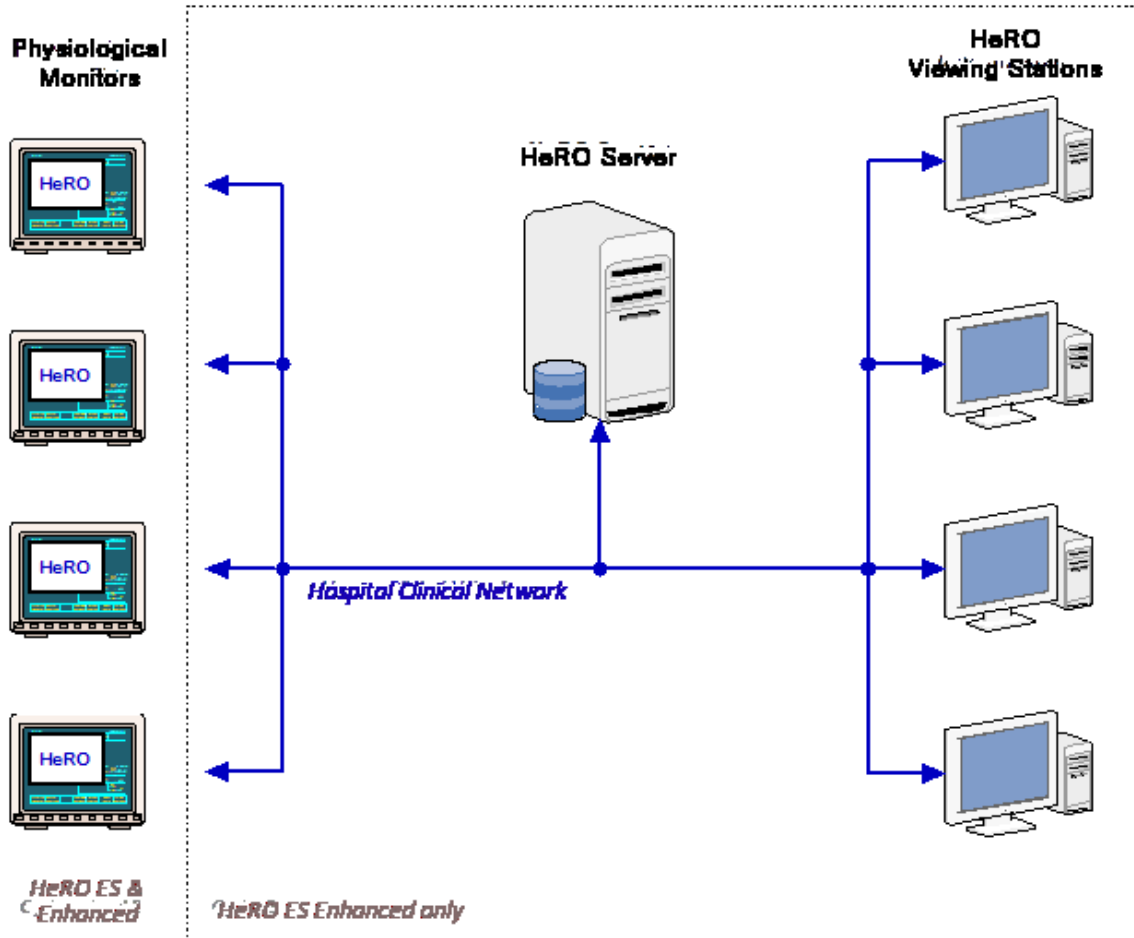 Physiological
Monitors
HeRO
Viewing Stations
HeRO Server
HeRO
HeRO
HeRO
HeRO
Hospital Clinical Network
HeRO ES &
Enhanced
HeRO ES Enhanced only